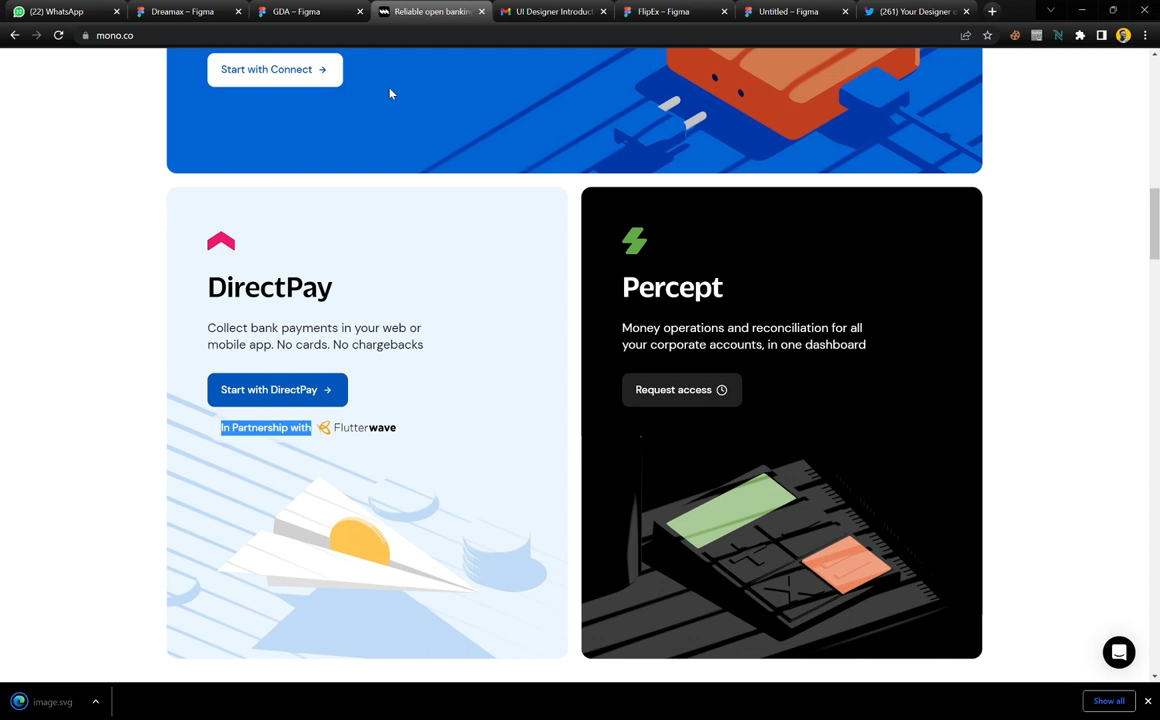 (22) WhatsApp
Dreamax – Figma
GDA – Figma
Reliable open bankin
UI Designer Introduct
FlipEx – Figma
Untitled – Figma
(261) Your Designer
mono.co
Start with Connect
DirectPay
Collect bank payments in your web or
mobile app. No cards. No chargebacks
Start with DirectPay
In Partnership with Flutterwave
Percept
Money operations and reconciliation for all
your corporate accounts, in one dashboard
Request access
image.svg
Show all